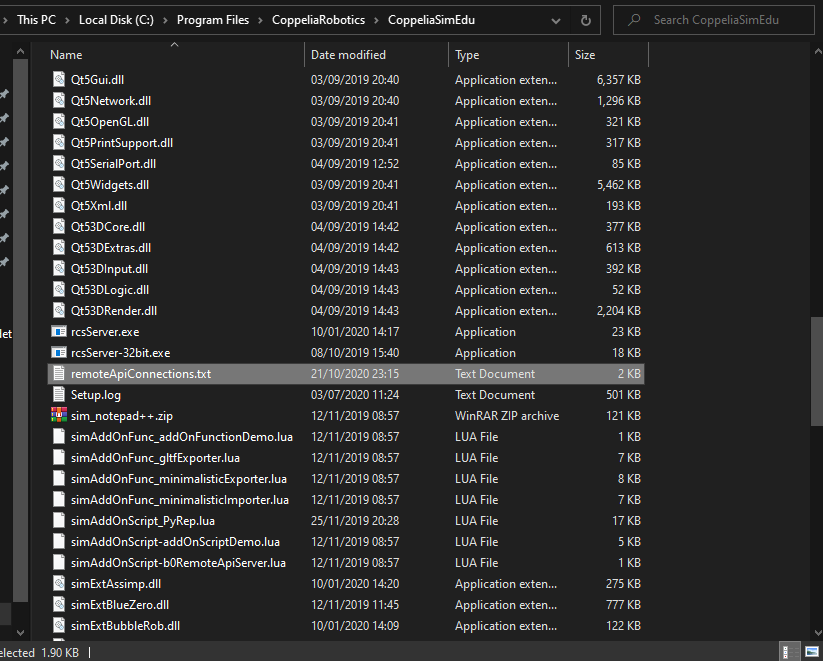 This PC > Local Disk (C:) > Program Files > CoppeliaRobotics > CoppeliaSimEdu
Search CoppeliaSimEdu
Name Date modified Type Size
Qt5Gui.dll 03/09/2019 20:40 Application exten... 6,357 KB
Qt5Network.dll 03/09/2019 20:40 Application exten... 1,296 KB
Qt5OpenGL.dll 03/09/2019 20:41 Application exten... 321 KB
Qt5PrintSupport.dll 03/09/2019 20:41 Application exten... 317 KB
Qt5SerialPort.dll 04/09/2019 12:52 Application exten... 85 KB
Qt5Widgets.dll 03/09/2019 20:41 Application exten... 5,462 KB
Qt5Xml.dll 03/09/2019 20:41 Application exten... 193 KB
Qt53DCore.dll 04/09/2019 14:42 Application exten... 377 KB
Qt53DExtras.dll 04/09/2019 14:42 Application exten... 613 KB
Qt53DInput.dll 04/09/2019 14:43 Application exten... 392 KB
Qt53DLogic.dll 04/09/2019 14:43 Application exten... 52 KB
Qt53DRender.dll 04/09/2019 14:43 Application exten... 2,204 KB
let
rcsServer.exe 10/01/2020 14:17 Application 23 KB
rcsServer-32bit.exe 08/10/2019 15:40 Application 18 KB
remoteApiConnections.txt 21/10/2020 23:15 Text Document 2 KB
Setup.log 03/07/2020 11:24 Text Document 501 KB
sim_notepad++.zip 12/11/2019 08:57 WinRAR ZIP archive 121 KB
simAddOnFunc_addOnFunctionDemo.lua 12/11/2019 08:57 LUA File 1 KB
simAddOnFunc_gltfExporter.lua 12/11/2019 08:57 LUA File 7 KB
simAddOnFunc_minimalisticExporter.lua 12/11/2019 08:57 LUA File 8 KB
simAddOnFunc_minimalisticImporter.lua 12/11/2019 08:57 LUA File 7 KB
simAddOnScript_PyRep.lua 25/11/2019 20:28 LUA File 17 KB
simAddOnScript-addOnScriptDemo.lua 12/11/2019 08:57 LUA File 5 KB
simAddOnScript-b0RemoteApiServer.lua 12/11/2019 08:57 LUA File 1 KB
simExtAssimp.dll 10/01/2020 14:20 Application exten... 275 KB
simExtBlueZero.dll 12/11/2019 11:45 Application exten... 777 KB
simExtBubbleRob.dll 10/01/2020 14:09 Application exten... 122 KB
elected 1.90 KB